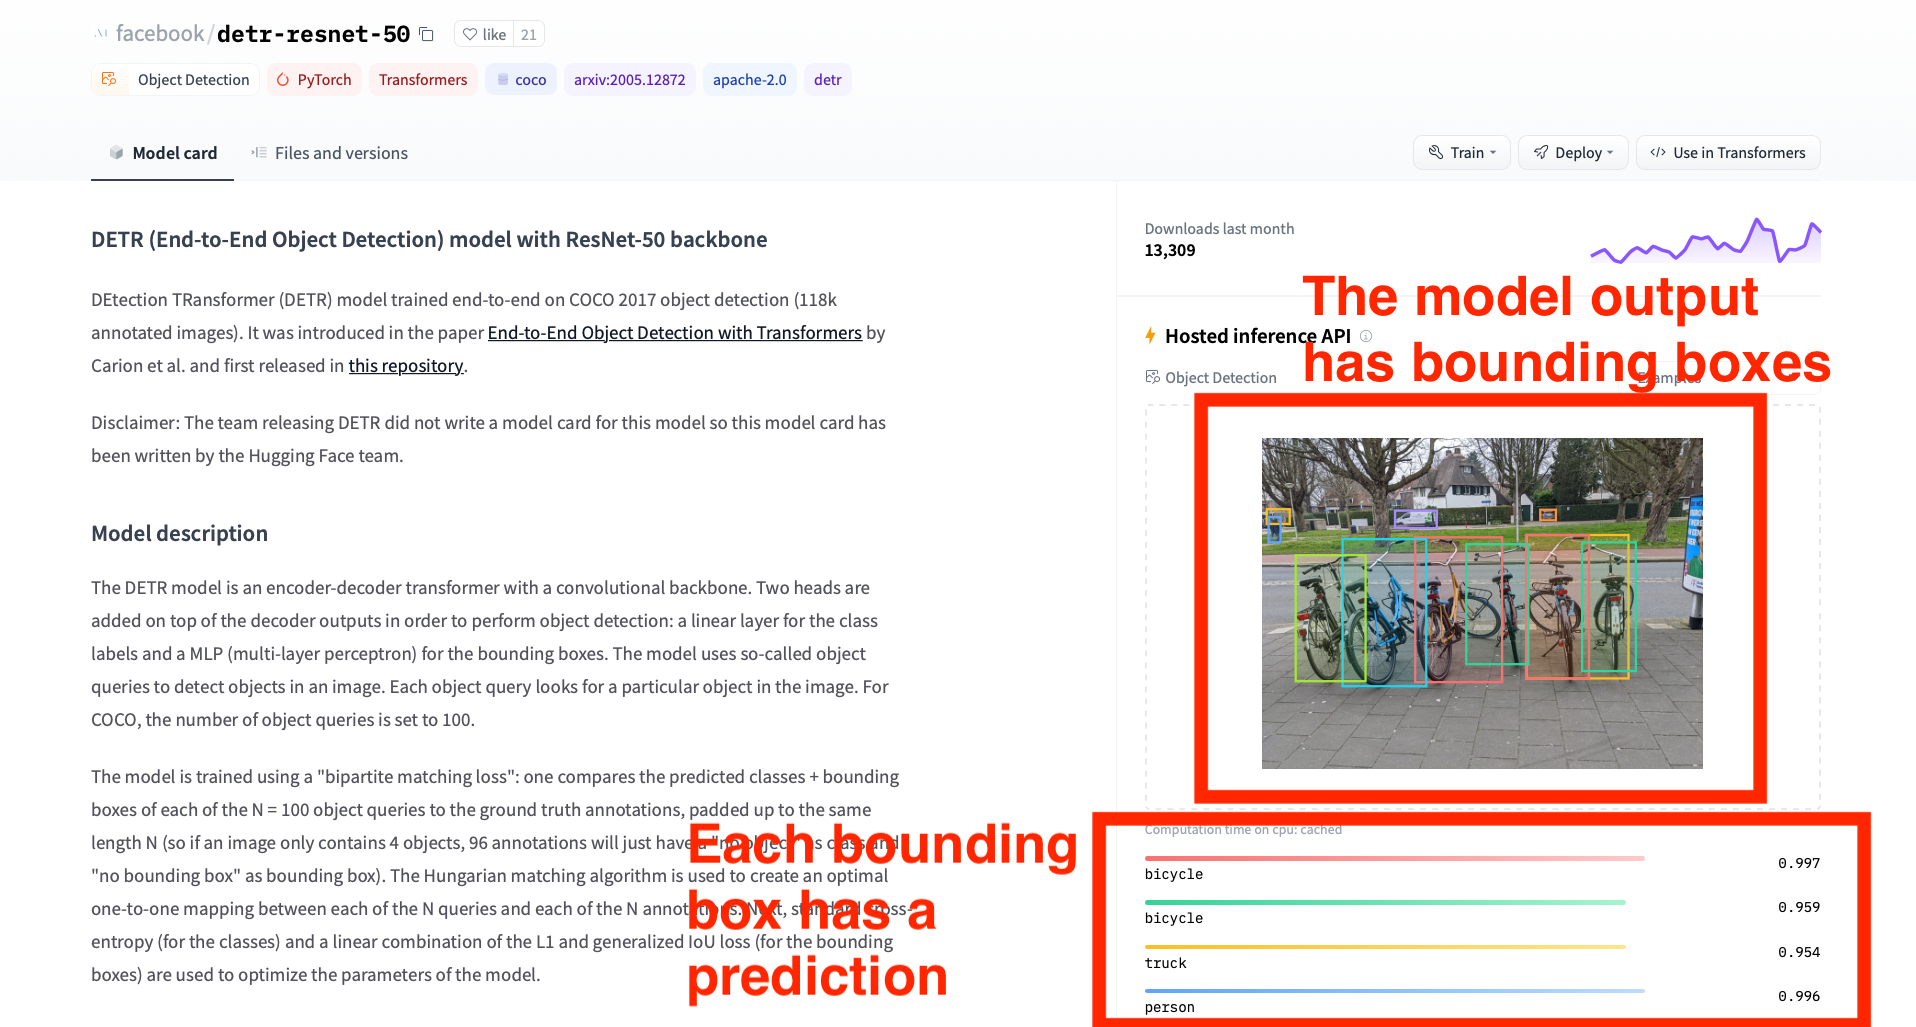 facebook/detr-resnet-50 like 21
Object Detection PyTorch Transformers coco arxiv:2005.12872 apache-2.0 detr
Model card Files and versions
Train Deploy Use in Transformers
DETR (End-to-End Object Detection) model with ResNet-50 backbone
DEtection TRansformer (DETR) model trained end-to-end on COCO 2017 object detection (118k
annotated images). It was introduced in the paper End-to-End Object Detection with Transformers by
Carion et al. and first released in this repository.
Disclaimer: The team releasing DETR did not write a model card for this model so this model card has
been written by the Hugging Face team.
Model description
The DETR model is an encoder-decoder transformer with a convolutional backbone. Two heads are
added on top of the decoder outputs in order to perform object detection: a linear layer for the class
labels and a MLP (multi-layer perceptron) for the bounding boxes. The model uses so-called object
queries to detect objects in an image. Each object query looks for a particular object in the image. For
COCO, the number of object queries is set to 100.
The model is trained using a "bipartite matching loss": one compares the predicted classes + bounding
boxes of each of the N = 100 object queries to the ground truth annotations, padded up to the same
length N (so if an image only contains 4 objects, 96 annotations will just have a "no object" as class and
"no bounding box" as bounding box). The Hungarian matching algorithm is used to create an optimal
one-to-one mapping between each of the N queries and each of the N annotations. Next, standard cross-
entropy (for the classes) and a linear combination of the L1 and generalized IoU loss (for the bounding
boxes) are used to optimize the parameters of the model.
Each bounding
box has a
prediction
Downloads last month
13,309
The model output
has bounding boxes
Hosted inference API
Object Detection Examples
Computation time on cpu: cached
bicycle 0.997
bicycle 0.959
truck 0.954
person 0.996